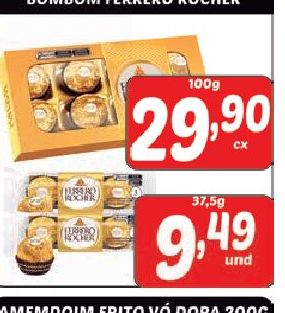 BOMBOM FERRERO ROCHER
100g
29,90
cx
FERRERO
ROCHER
FERRERO
ROCHER
37,5g
9,49
und
AMEMDOIM FRITO VÓ DORA 200G